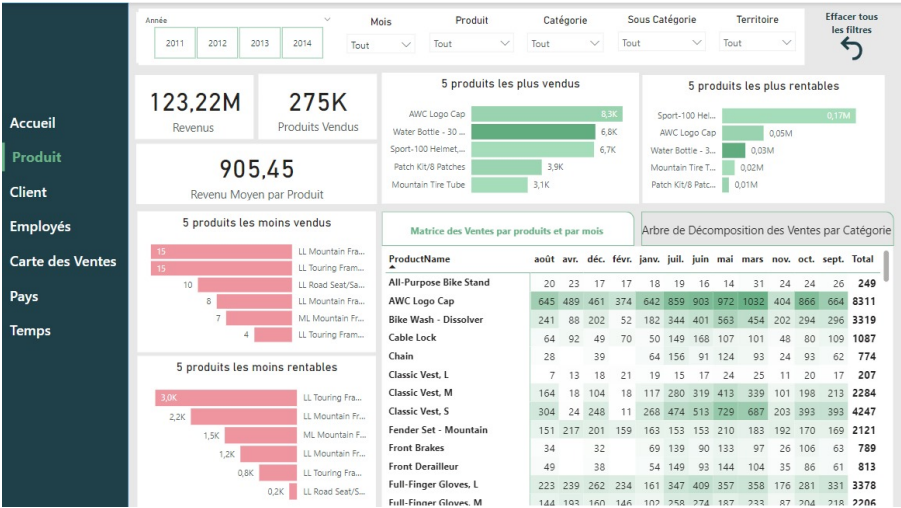 Année
2011 2012 2013 2014
Mois
Tout
Produit
Tout
Catégorie
Tout
Sous Catégorie
Tout
Territoire
Tout
Effacer tous
les filtres
Accueil
Produit
Client
Employés
Carte des Ventes
Pays
Temps
123,22M
Revenus
275K
Produits Vendus
905,45
Revenu Moyen par Produit
5 produits les plus vendus
AWC Logo Cap 8,3K
Water Bottle - 30 ... 6,8K
Sport-100 Helmet,... 6,7K
Patch Kit/8 Patches 3,9K
Mountain Tire Tube 3,1K
5 produits les plus rentables
Sport-100 Hel... 0,17M
AWC Logo Cap 0,05M
Water Bottle - 3... 0,03M
Mountain Tire T... 0,02M
Patch Kit/8 Patc... 0,01M
5 produits les moins vendus
15 LL Mountain Fra...
15 LL Touring Fram...
10 LL Road Seat/Sa...
8 LL Mountain Fra...
7 ML Mountain Fr...
4 LL Touring Fram...
5 produits les moins rentables
3,0K LL Touring Fra...
2,2K LL Mountain Fr...
1,5K ML Mountain F...
1,2K LL Mountain Fr...
0,8K LL Touring Fra...
0,2K LL Road Seat/S...
Matrice des Ventes par produits et par mois
Arbre de Décomposition des Ventes par Catégorie
ProductName août avr. déc. févr. janv. juil. juin mai mars nov. oct. sept. Total
All-Purpose Bike Stand 20 23 17 17 18 19 16 14 31 24 24 26 249
AWC Logo Cap 645 489 461 374 642 859 903 972 1032 404 866 664 8311
Bike Wash - Dissolver 241 88 202 52 182 344 401 563 454 202 294 296 3319
Cable Lock 64 92 49 70 50 149 168 107 101 48 80 109 1087
Chain 28 39 64 156 91 124 93 24 93 62 774
Classic Vest, L 7 13 18 21 19 15 17 24 25 11 20 17 207
Classic Vest, M 164 18 104 18 117 280 319 413 339 101 198 213 2284
Classic Vest, S 304 24 248 11 268 474 513 729 687 203 393 393 4247
Fender Set - Mountain 151 217 201 159 163 153 153 210 183 192 170 169 2121
Front Brakes 34 32 69 139 90 133 97 26 106 63 789
Front Derailleur 49 38 54 149 93 144 104 35 86 61 813
Full-Finger Gloves, L 223 239 262 234 161 347 409 357 358 176 281 331 3378
Full-Finger Gloves, M 144 193 160 146 102 258 274 187 233 87 204 218 2206